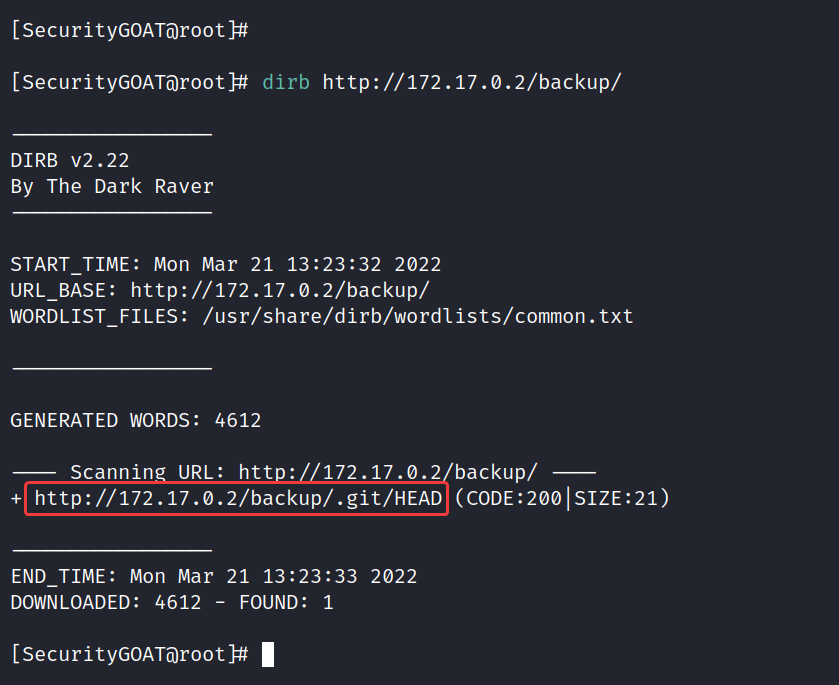 [SecurityGOAT@root]#
[SecurityGOAT@root]# dirb http://172.17.0.2/backup/
-----------------
DIRB v2.22
By The Dark Raver
-----------------
START_TIME: Mon Mar 21 13:23:32 2022
URL_BASE: http://172.17.0.2/backup/
WORDLIST_FILES: /usr/share/dirb/wordlists/common.txt
-----------------
GENERATED WORDS: 4612
---- Scanning URL: http://172.17.0.2/backup/ ----
+ http://172.17.0.2/backup/.git/HEAD (CODE:200|SIZE:21)
-----------------
END_TIME: Mon Mar 21 13:23:33 2022
DOWNLOADED: 4612 - FOUND: 1
[SecurityGOAT@root]#